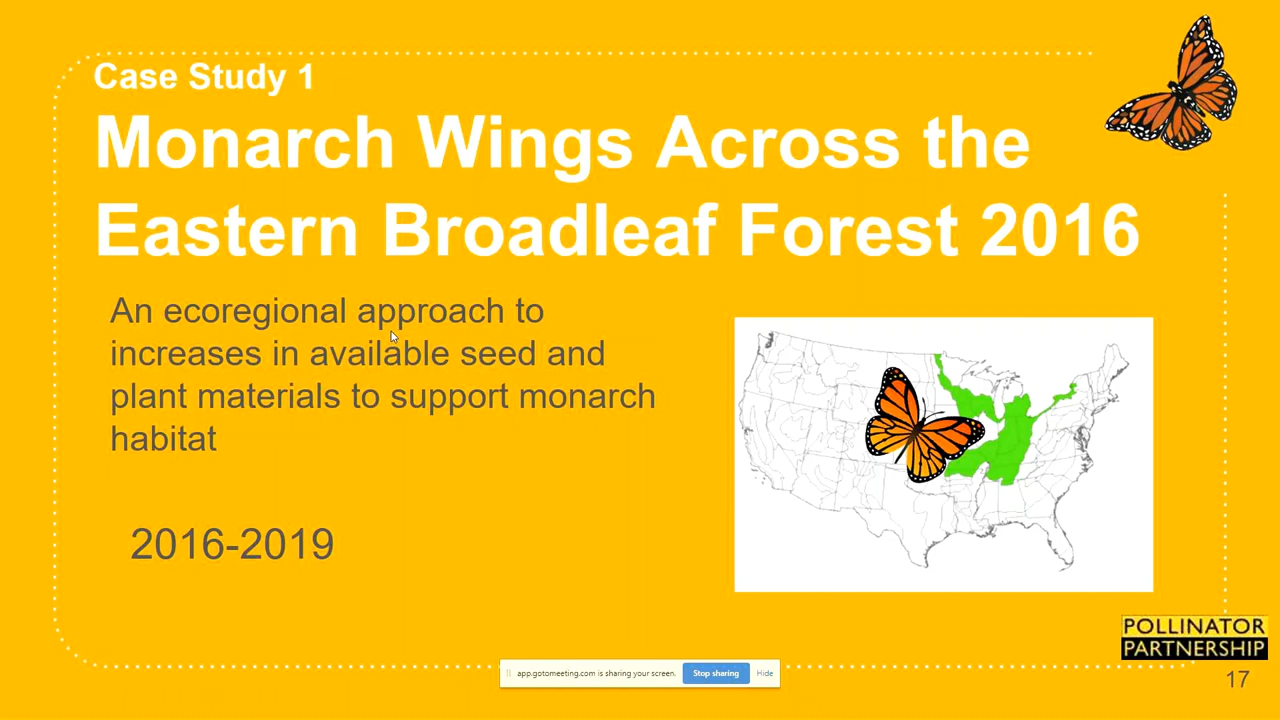 Case Study 1
Monarch Wings Across the
Eastern Broadleaf Forest 2016
An ecoregional approach to
increases in available seed and
plant materials to support monarch
habitat
2016-2019
POLLINATOR
PARTNERSHIP
app.gotomeeting.com is sharing your screen. Stop sharing Hide
17